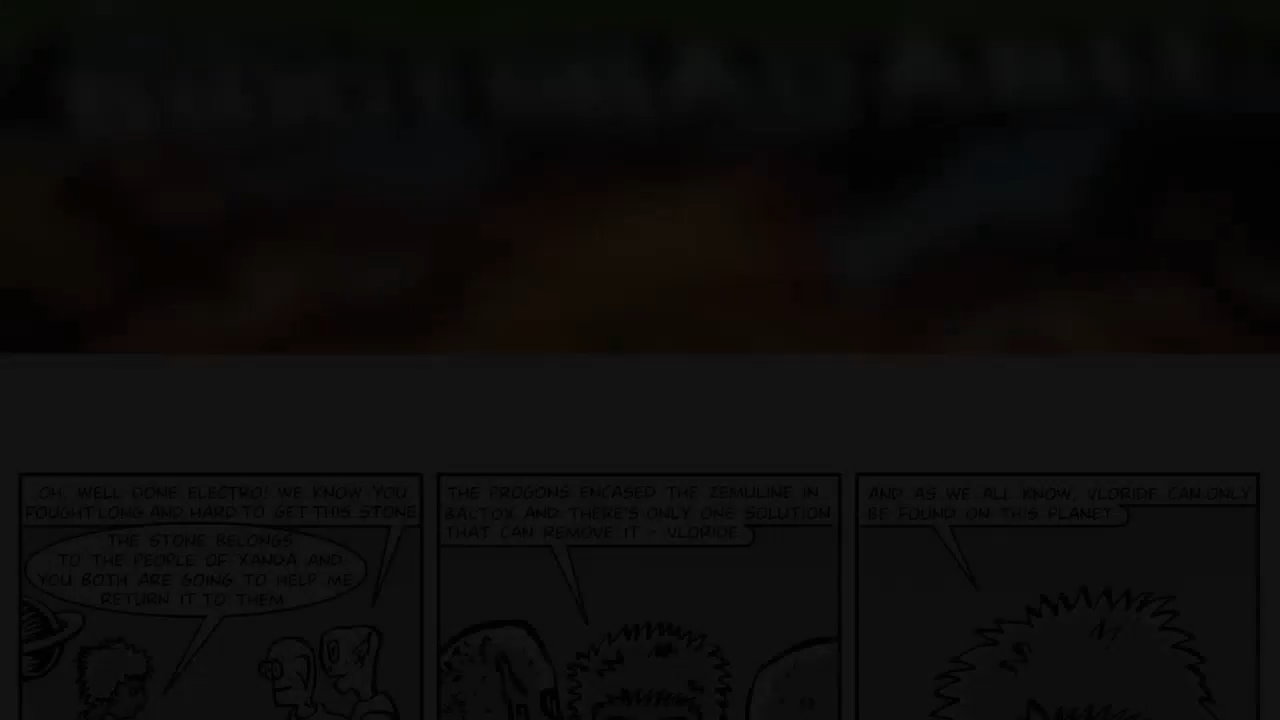 OH, WELL DONE ELECTRO! WE KNOW YOU
FOUGHT LONG AND HARD TO GET THIS STONE
THE STONE BELONGS
TO THE PEOPLE OF XANDA AND
YOU BOTH ARE GOING TO HELP ME
RETURN IT TO THEM.
THE PROGONS ENCASED THE ZEMULINE IN
BALTOX AND THERE'S ONLY ONE SOLUTION
THAT CAN REMOVE IT - VLORIDE.
AND AS WE ALL KNOW, VLORIDE CAN ONLY
BE FOUND ON THIS PLANET.